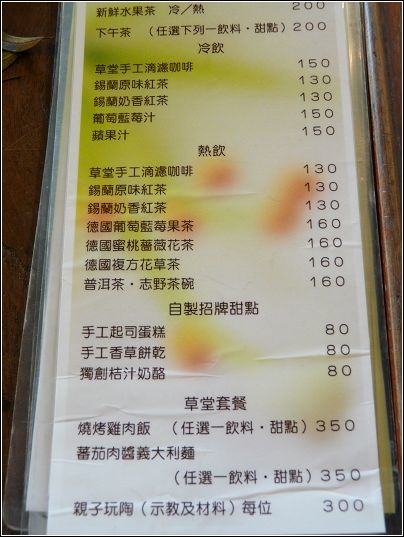 新鮮水果茶 冷／熱 200
下午茶 （任選下列一飲料・甜點） 200
冷飲
草堂手工滴濾咖啡 150
錫蘭原味紅茶 130
錫蘭奶香紅茶 130
葡萄藍莓汁 150
蘋果汁 150
熱飲
草堂手工滴濾咖啡 130
錫蘭原味紅茶 130
錫蘭奶香紅茶 130
德國葡萄藍莓果茶 160
德國蜜桃薔薇花茶 160
德國複方花草茶 160
普洱茶・志野茶碗 160
自製招牌甜點
手工起司蛋糕 80
手工香草餅乾 80
獨創桔汁奶酪 80
草堂套餐
燒烤雞肉飯 （任選一飲料・甜點）350
蕃茄肉醬義大利麵
（任選一飲料・甜點）350
親子玩陶（示教及材料）每位 300